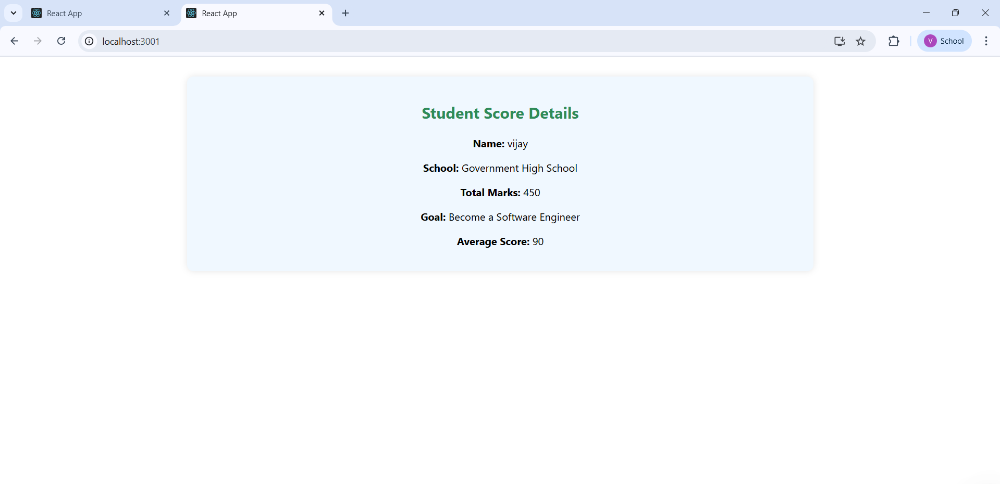 React App
React App
localhost:3001
V School
Student Score Details
Name: vijay
School: Government High School
Total Marks: 450
Goal: Become a Software Engineer
Average Score: 90